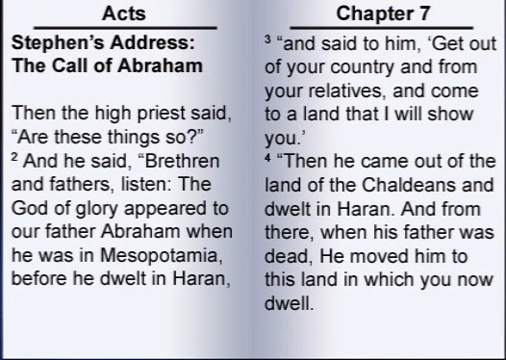 Acts
Stephen’s Address:
The Call of Abraham
Then the high priest said,
“Are these things so?”
² And he said, “Brethren
and fathers, listen: The
God of glory appeared to
our father Abraham when
he was in Mesopotamia,
before he dwelt in Haran,
Chapter 7
³ “and said to him, ‘Get out
of your country and from
your relatives, and come
to a land that I will show
you.’
⁴ “Then he came out of the
land of the Chaldeans and
dwelt in Haran. And from
there, when his father was
dead, He moved him to
this land in which you now
dwell.